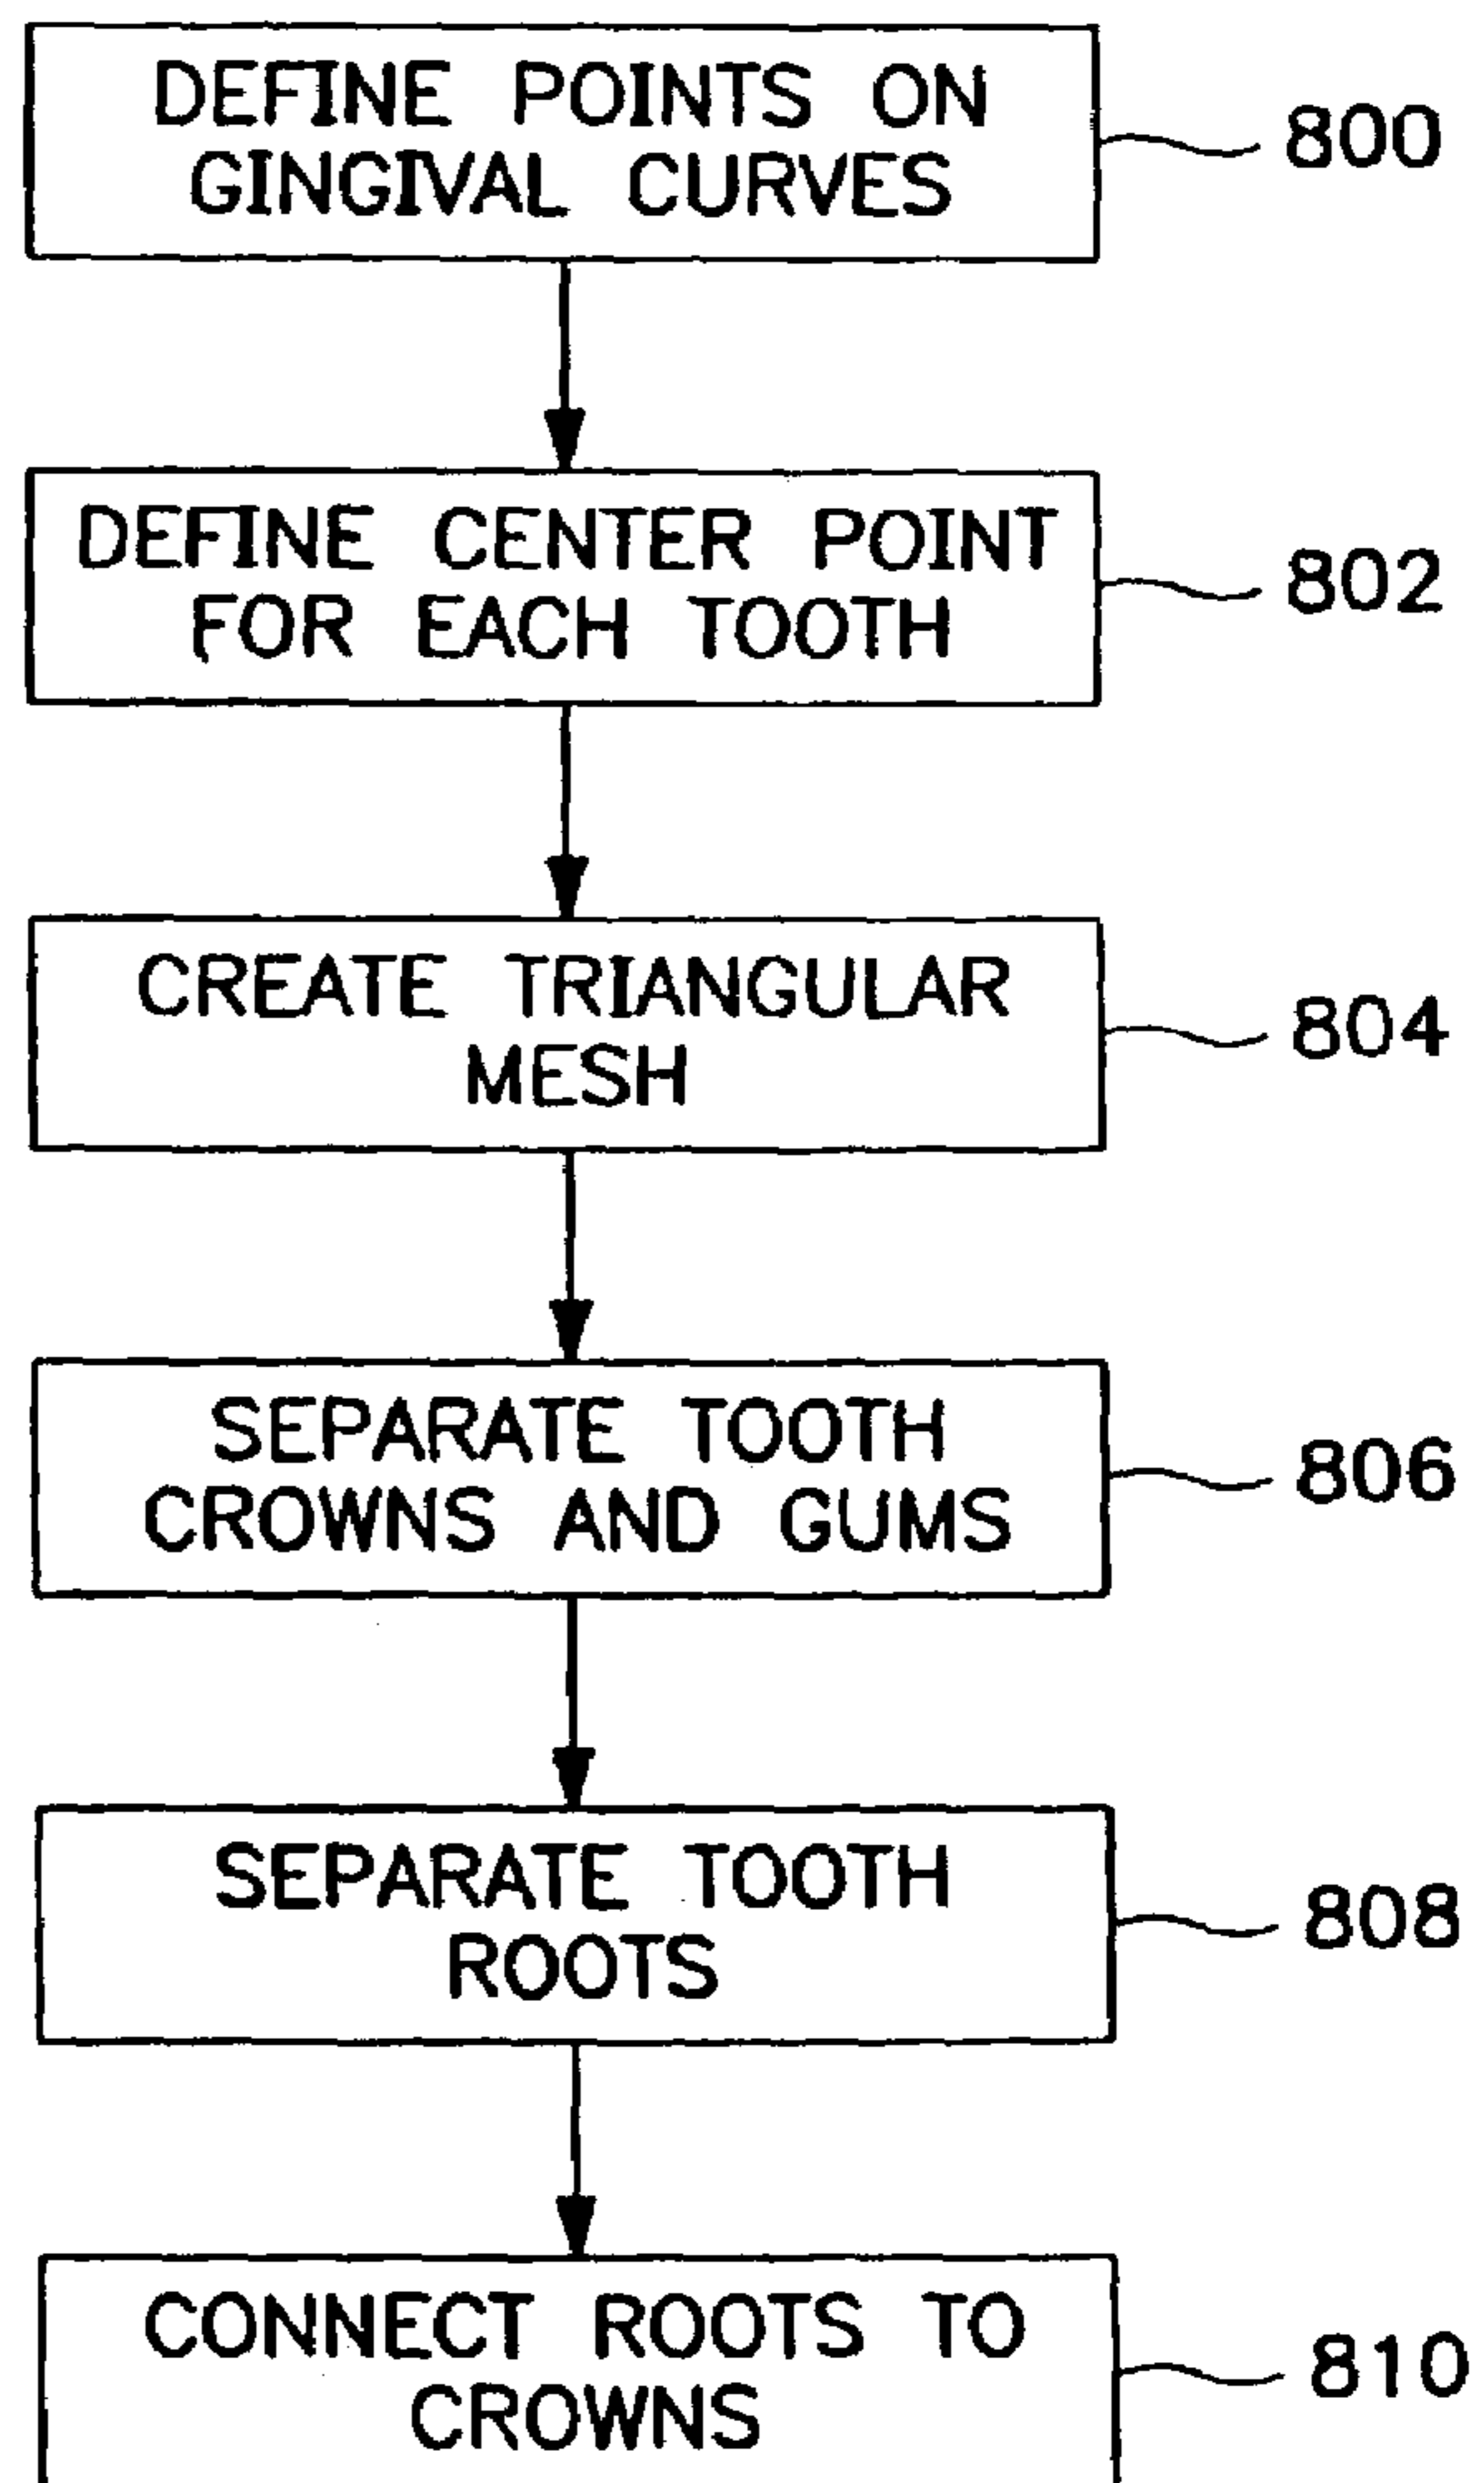 DEFINE POINTS ON
GINGIVAL CURVES
800
DEFINE CENTER POINT
FOR EACH TOOTH
802
CREATE TRIANGULAR
MESH
804
SEPARATE TOOTH
CROWNS AND GUMS
806
SEPARATE TOOTH
ROOTS
808
CONNECT ROOTS TO
CROWNS
810